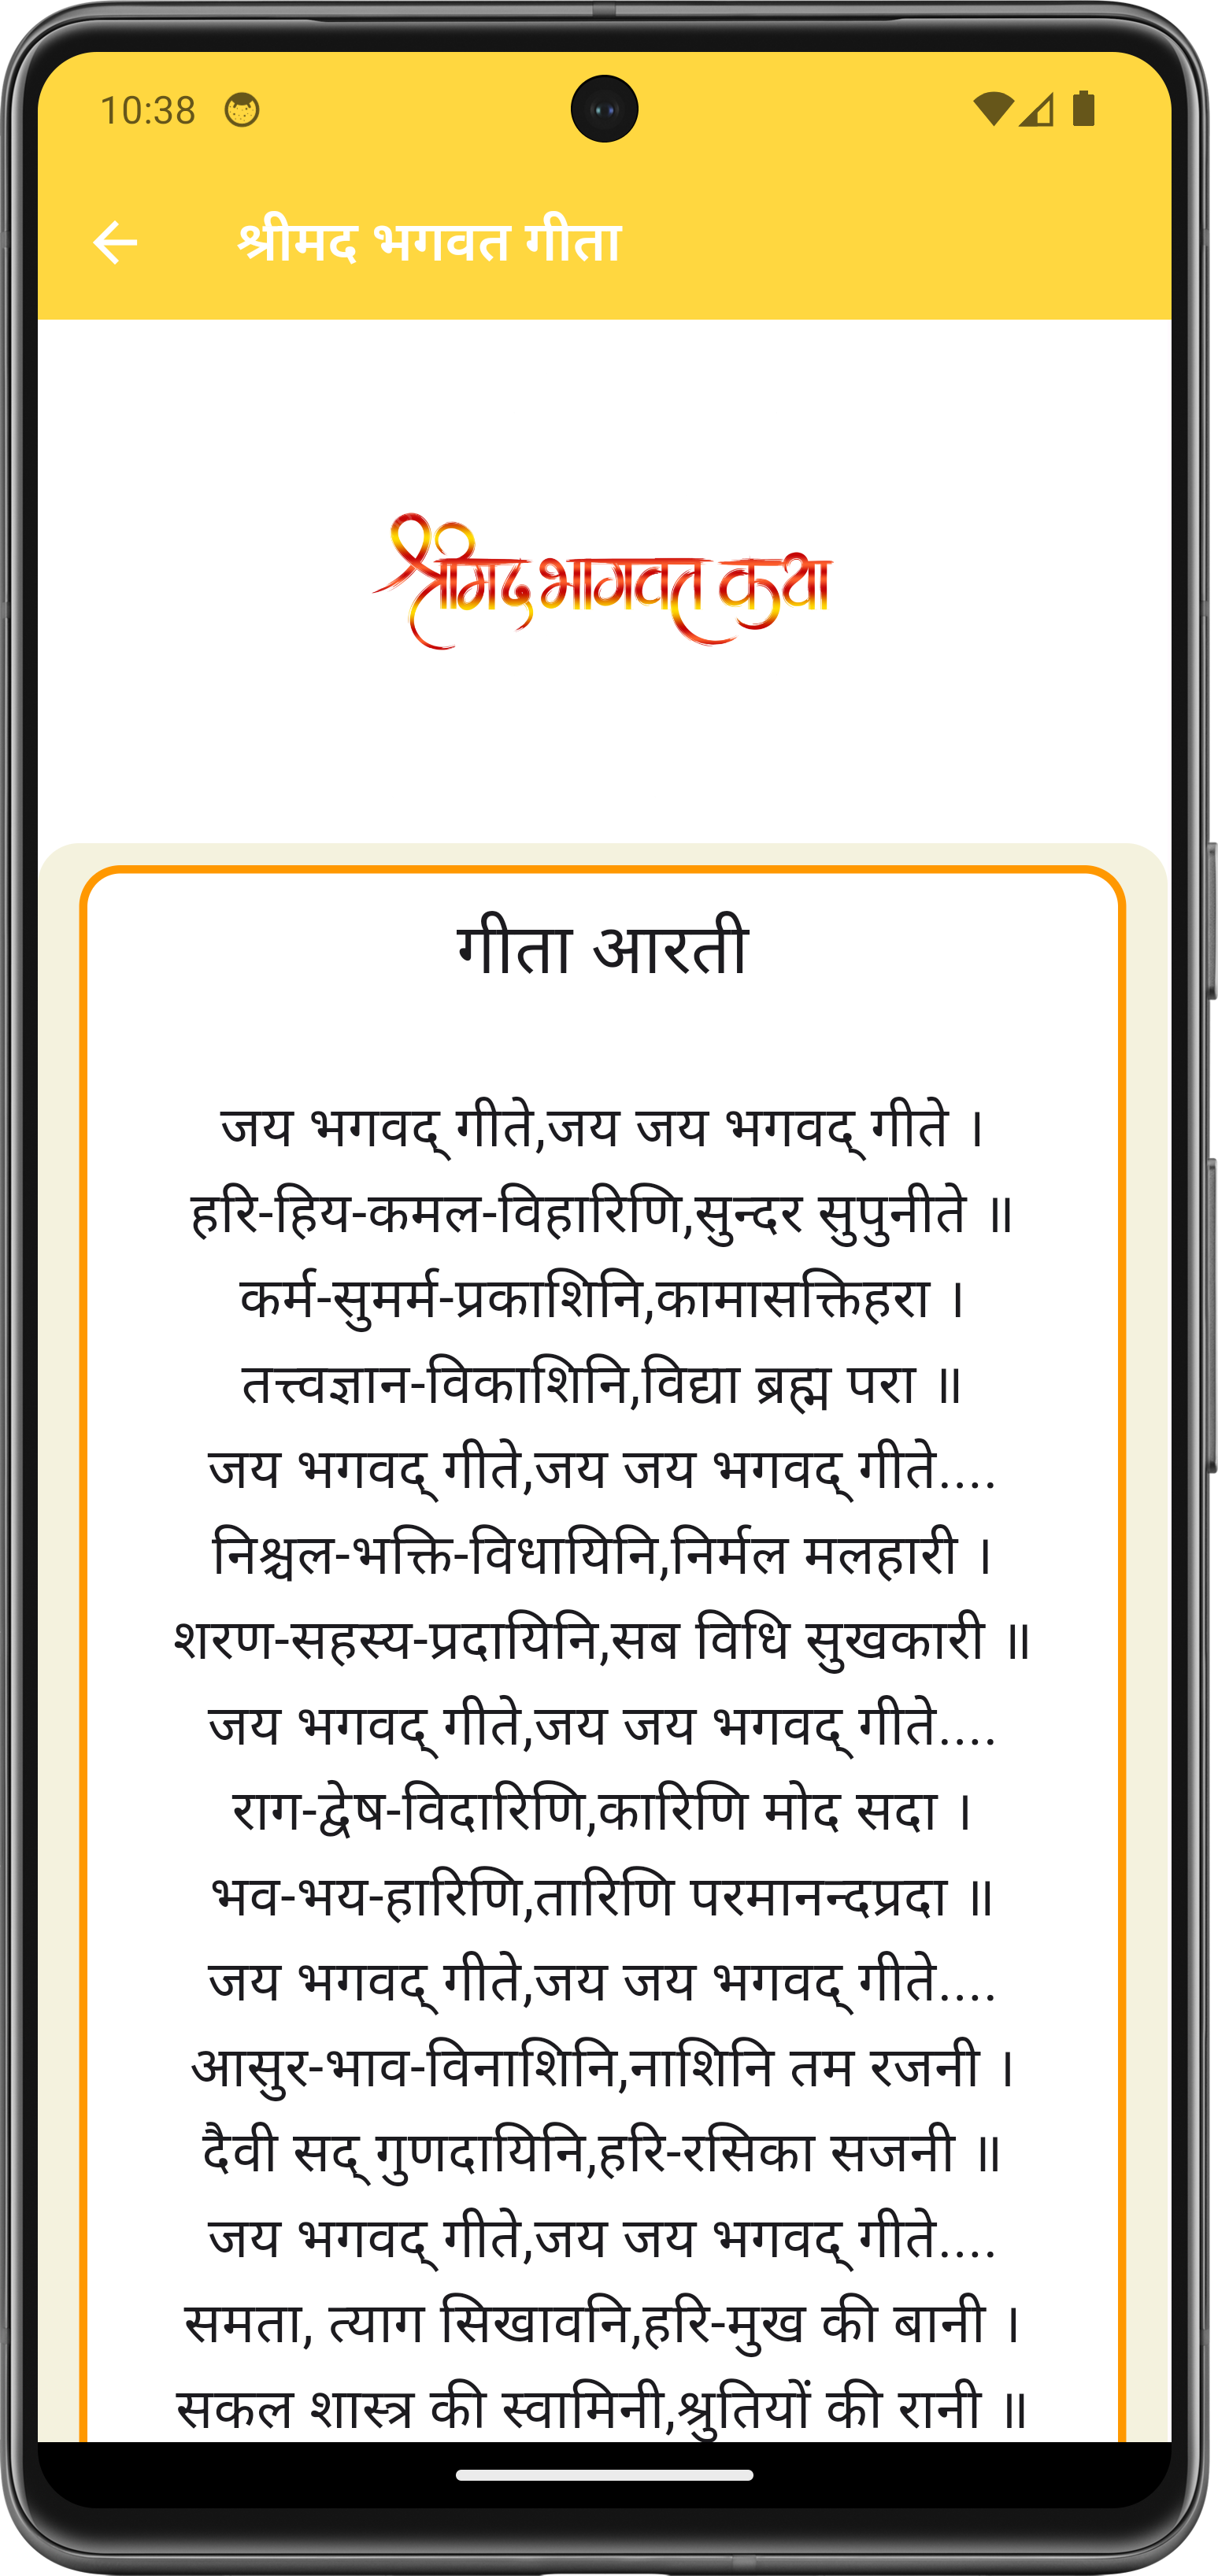 10:38
श्रीमद भगवत गीता
श्रीमद भागवत कथा
गीता आरती
जय भगवद् गीते,जय जय भगवद् गीते ।
हरि-हिय-कमल-विहारिणि,सुन्दर सुपुनीते ॥
कर्म-सुमर्म-प्रकाशिनि,कामासक्तिहरा ।
तत्त्वज्ञान-विकाशिनि,विद्या ब्रह्म परा ॥
जय भगवद् गीते,जय जय भगवद् गीते....
निश्चल-भक्ति-विधायिनि,निर्मल मलहारी ।
शरण-सहस्य-प्रदायिनि,सब विधि सुखकारी ॥
जय भगवद् गीते,जय जय भगवद् गीते....
राग-द्वेष-विदारिणि,कारिणि मोद सदा ।
भव-भय-हारिणि,तारिणि परमानन्दप्रदा ॥
जय भगवद् गीते,जय जय भगवद् गीते....
आसुर-भाव-विनाशिनि,नाशिनि तम रजनी ।
दैवी सद् गुणदायिनि,हरि-रसिका सजनी ॥
जय भगवद् गीते,जय जय भगवद् गीते....
समता, त्याग सिखावनि,हरि-मुख की बानी ।
सकल शास्त्र की स्वामिनी,श्रुतियों की रानी ॥